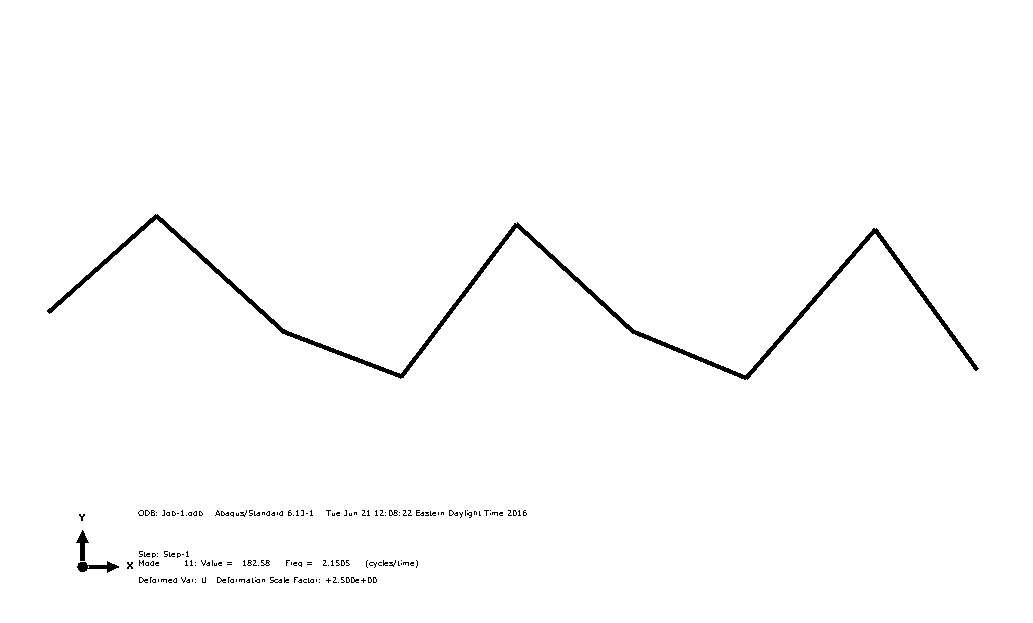 Y
ODB: Job-1.odb Abaqus/Standard 6.13-1 Tue Jun 21 12:08:22 Eastern Daylight Time 2016
Step: Step-1
X Mode 11: Value = 182.58 Freq = 2.1505 (cycles/time)
Deformed Var: U Deformation Scale Factor: +2.500e+00